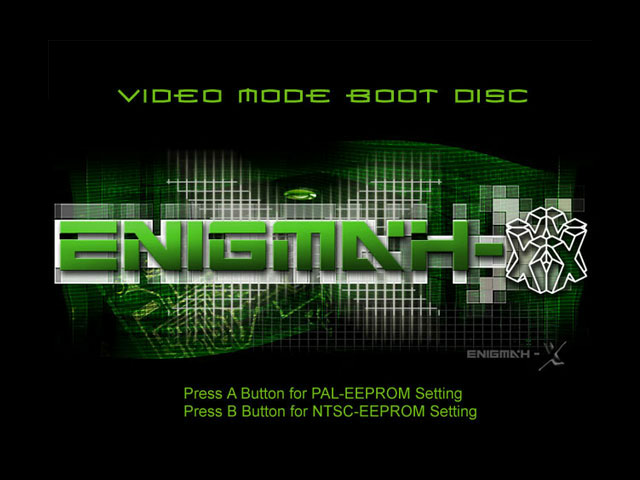 VIDEO MODE BOOT DISC
ENIGMAH-X
ENIGMAH-X
Press A Button for PAL-EEPROM Setting
Press B Button for NTSC-EEPROM Setting